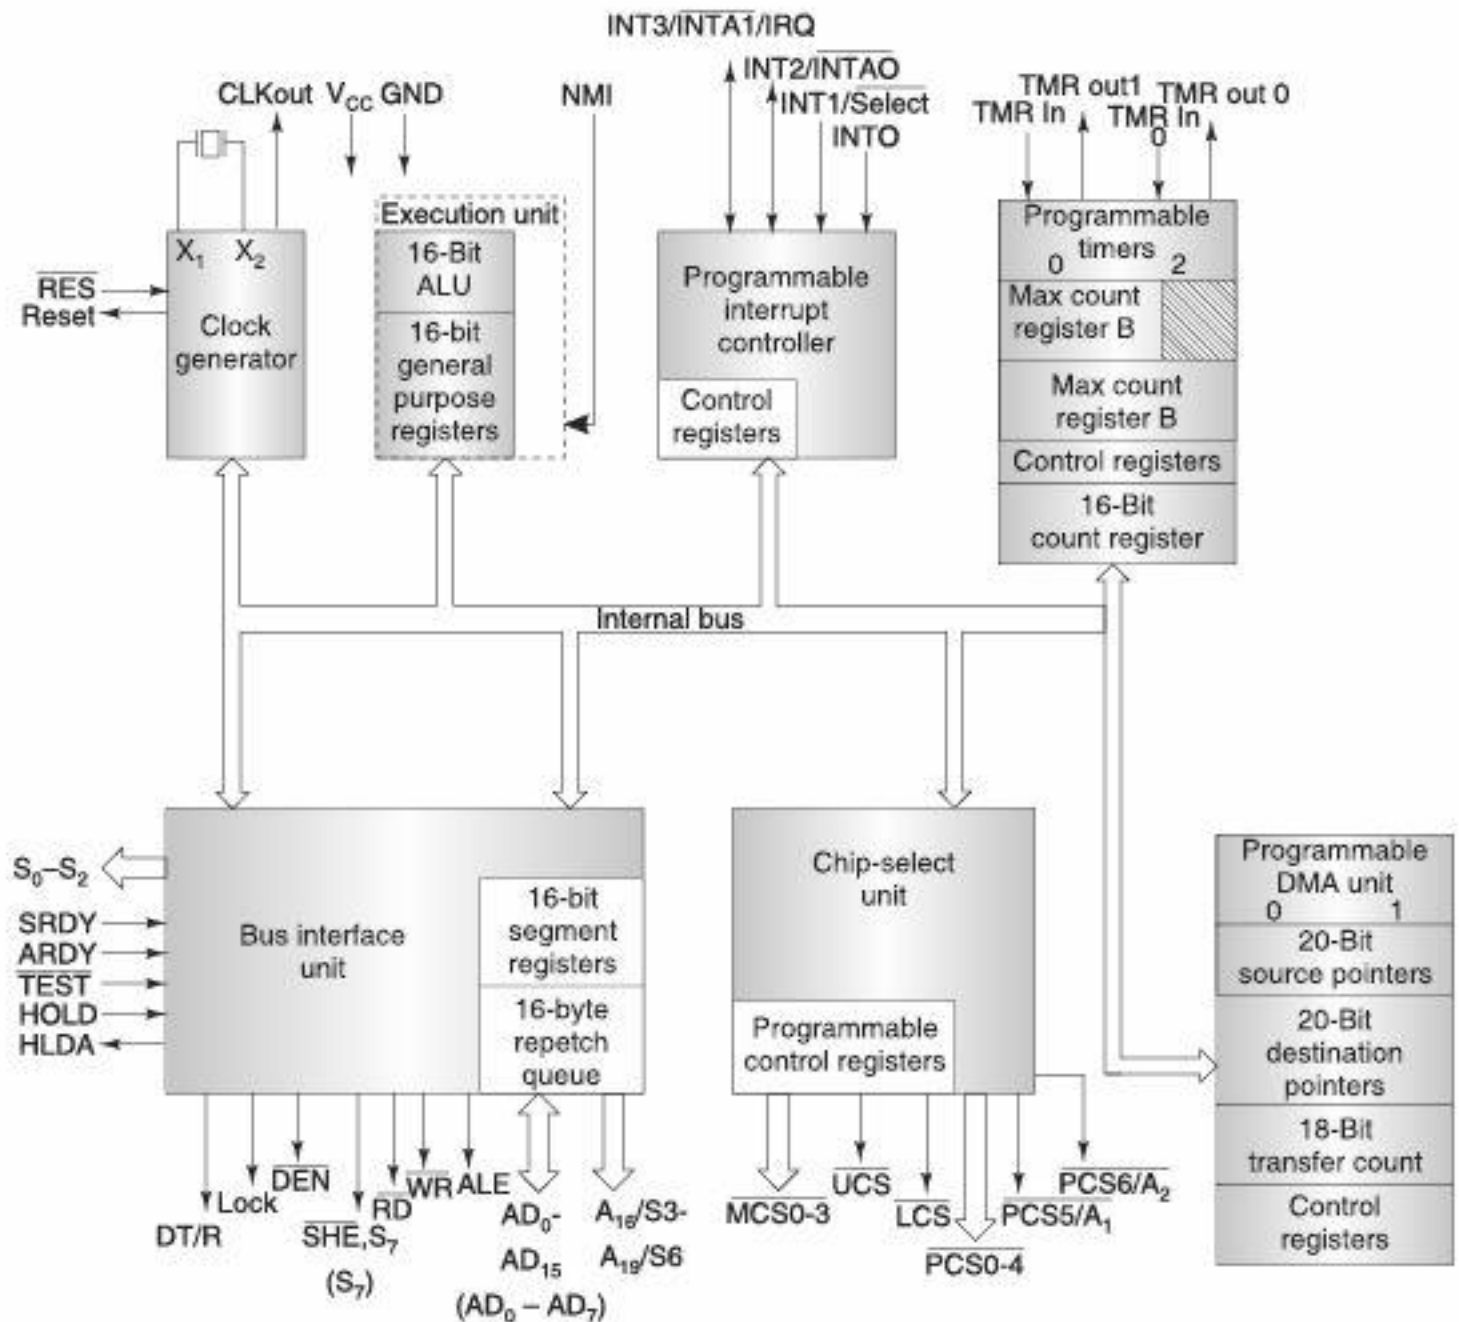 INT3/INTA1/IRQ
INT2/INTAO
INT1/Select
INTO
CLKout
V_CC
GND
NMI
TMR out1
TMR In
TMR out 0
TMR In
0
X₁
X₂
RES
Reset
Clock
generator
Execution unit
16-Bit
ALU
16-bit
general
purpose
registers
Programmable
interrupt
controller
Control
registers
Programmable
timers
0
2
Max count
register B
Max count
register B
Control registers
16-Bit
count register
Internal bus
S₀–S₂
SRDY
ARDY
TEST
HOLD
HLDA
Bus interface
unit
16-bit
segment
registers
16-byte
repetch
queue
Chip-select
unit
Programmable
control registers
Programmable
DMA unit
0
1
20-Bit
source pointers
20-Bit
destination
pointers
18-Bit
transfer count
Control
registers
DT/R
Lock
DEN
SHE,S₇
(S₇)
RD
WR
ALE
AD₀-
AD₁₅
(AD₀ – AD₇)
A₁₆/S3-
A₁₉/S6
MCS0-3
UCS
LCS
PCS0-4
PCS5/A₁
PCS6/A₂